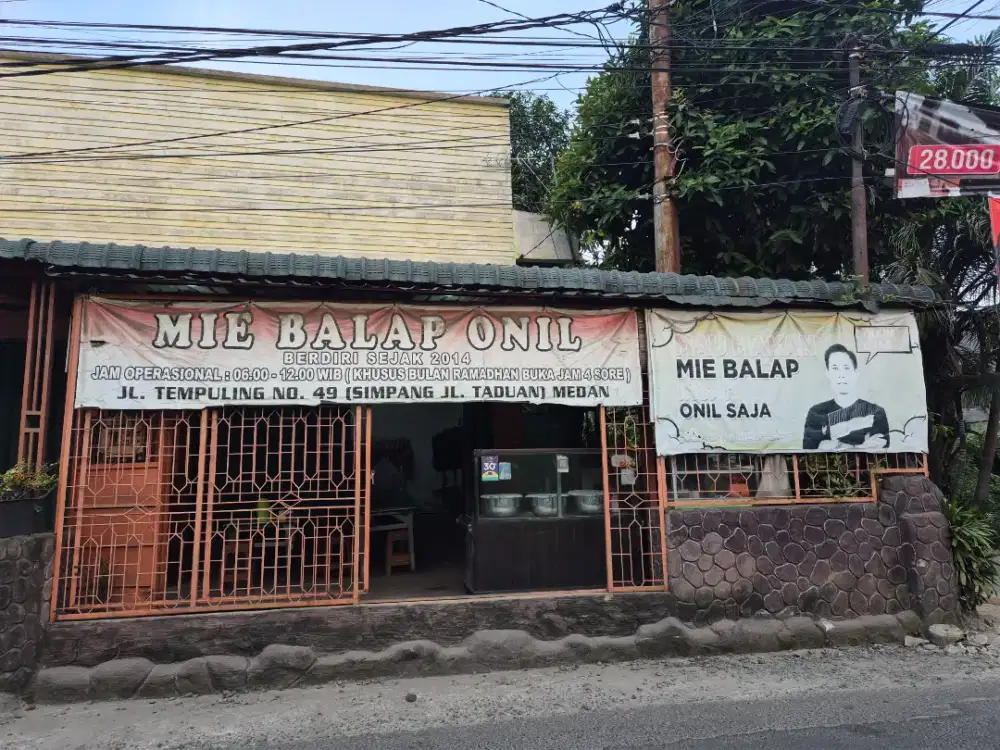 MIE BALAP ONIL
BERDIRI SEJAK 2014
JAM OPERASIONAL : 06.00 - 12.00 WIB ( KHUSUS BULAN RAMADHAN BUKA JAM 4 SORE )
JL. TEMPULING NO. 49 (SIMPANG JL. TADUAN) MEDAN
MIE BALAP
ONIL SAJA
28.000
30